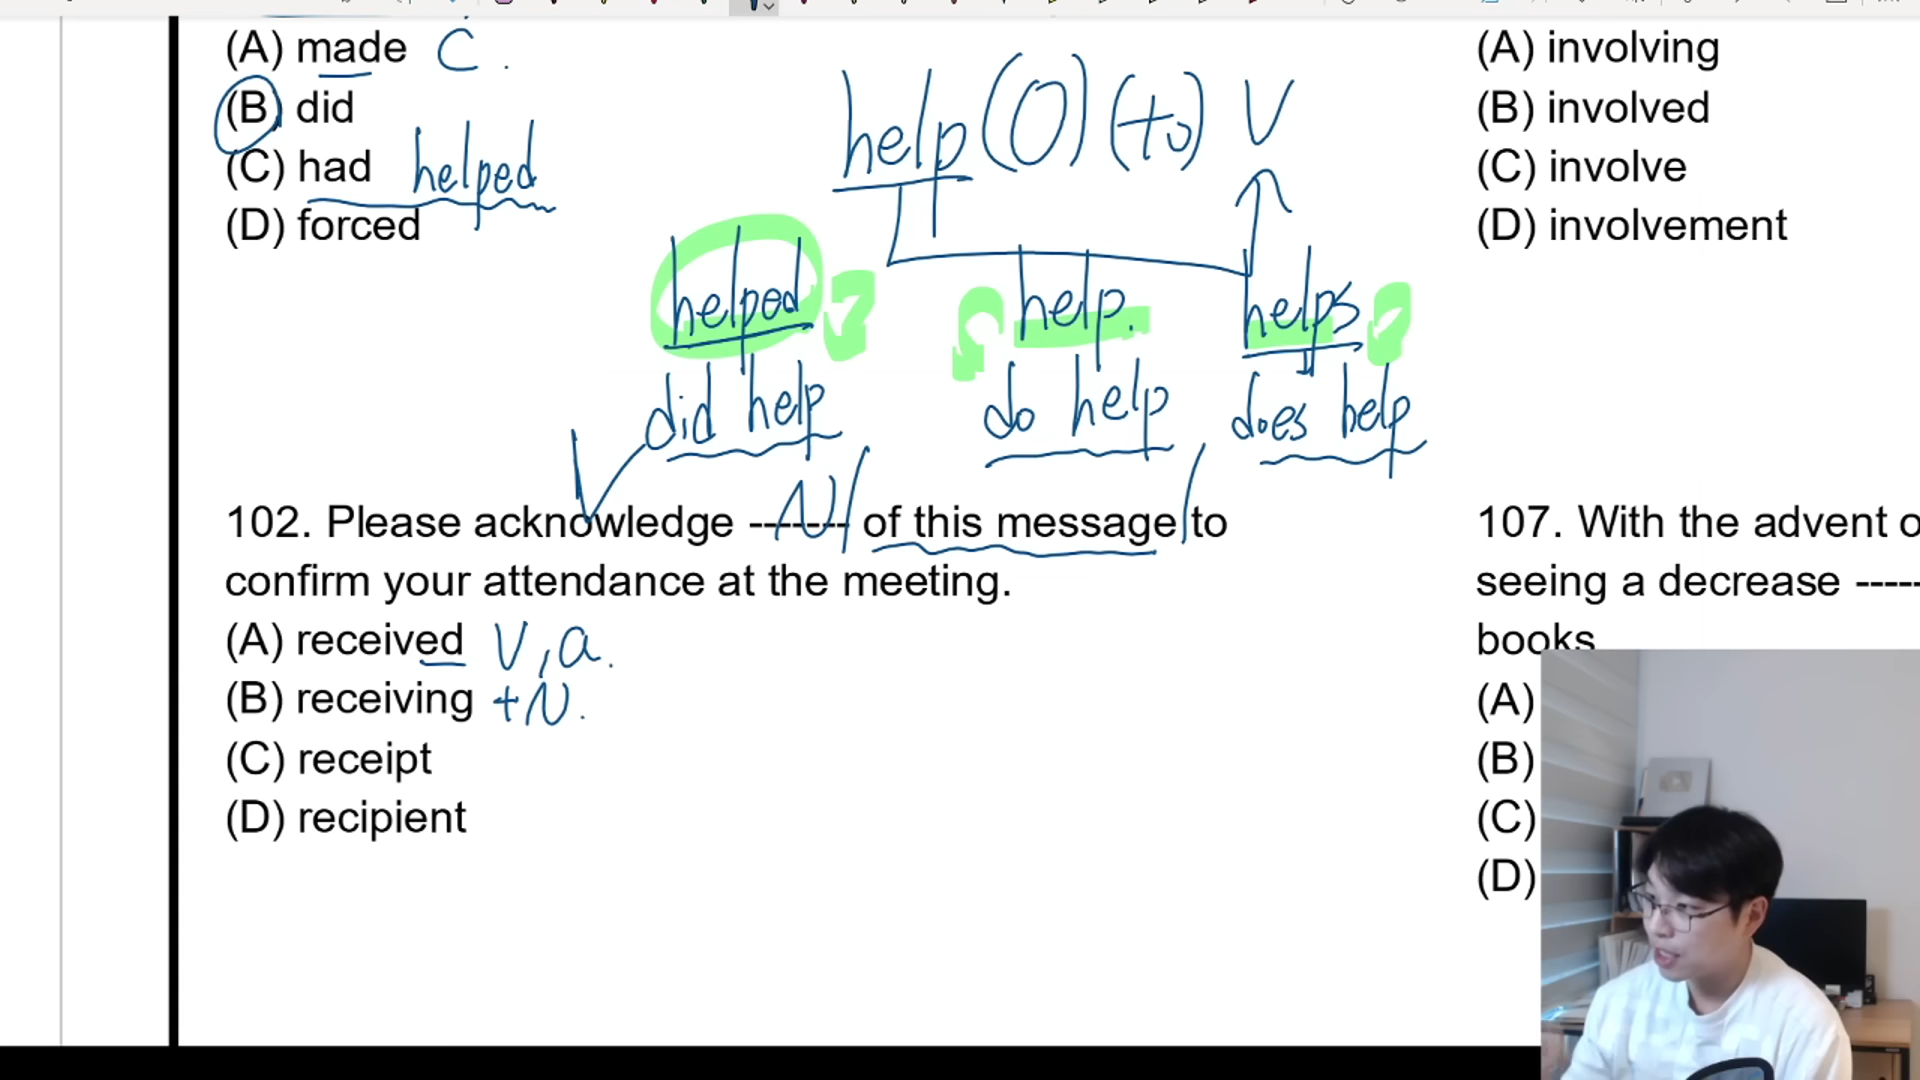 (A) made C.
(B) did
(C) had helped
(D) forced
help (O) (to) V
helped help. helps
did help do help does help
102. Please acknowledge ------- N of this message to
confirm your attendance at the meeting.
(A) received V, a.
(B) receiving +N.
(C) receipt
(D) recipient
(A) involving
(B) involved
(C) involve
(D) involvement
107. With the advent o
seeing a decrease -----
books
(A)
(B)
(C)
(D)